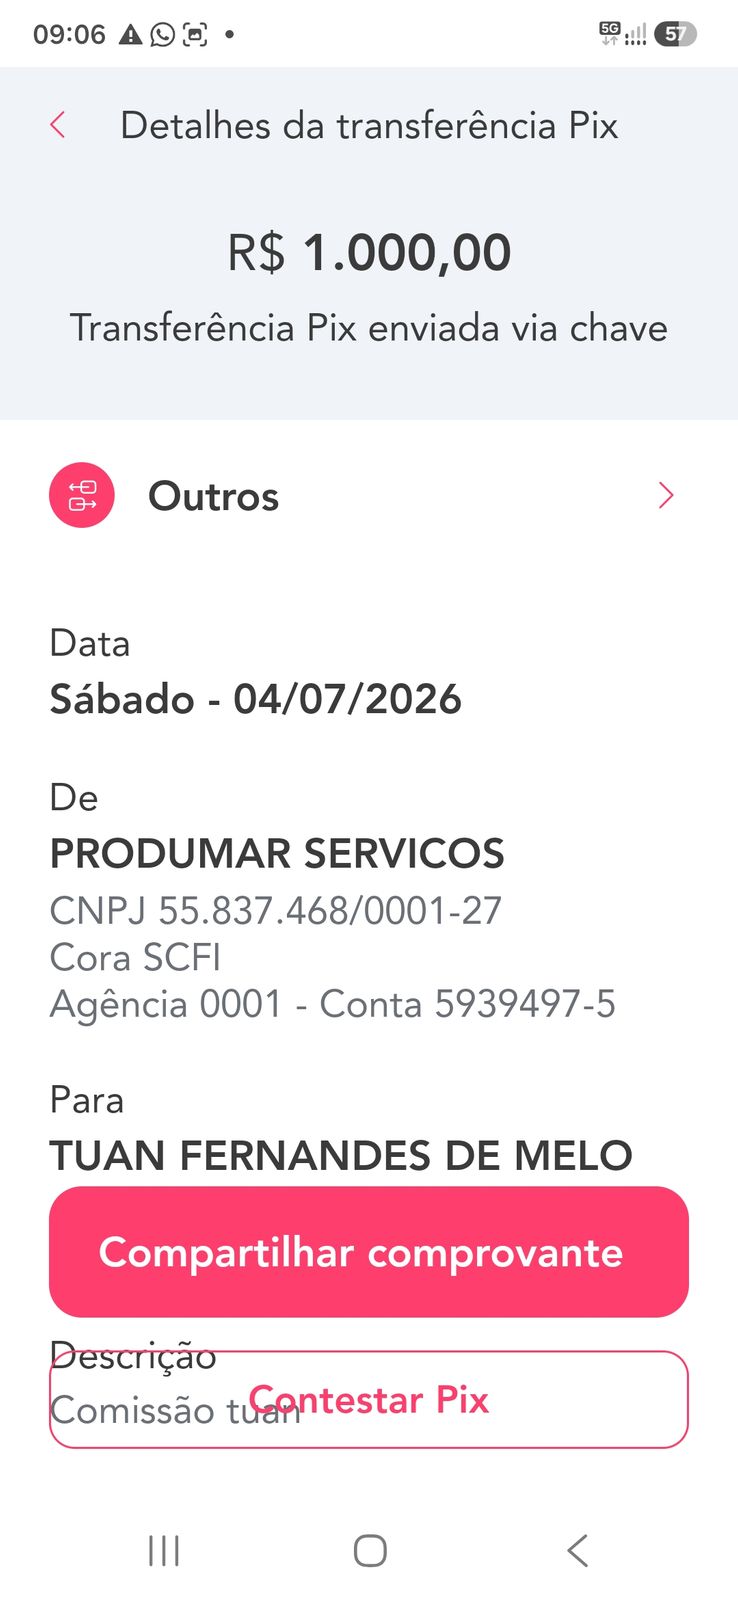 09:06
5G
57
Detalhes da transferência Pix
R$ 1.000,00
Transferência Pix enviada via chave
Outros
Data
Sábado - 04/07/2026
De
PRODUMAR SERVICOS
CNPJ 55.837.468/0001-27
Cora SCFI
Agência 0001 - Conta 5939497-5
Para
TUAN FERNANDES DE MELO
Compartilhar comprovante
Descrição
Comissão tuan
Contestar Pix